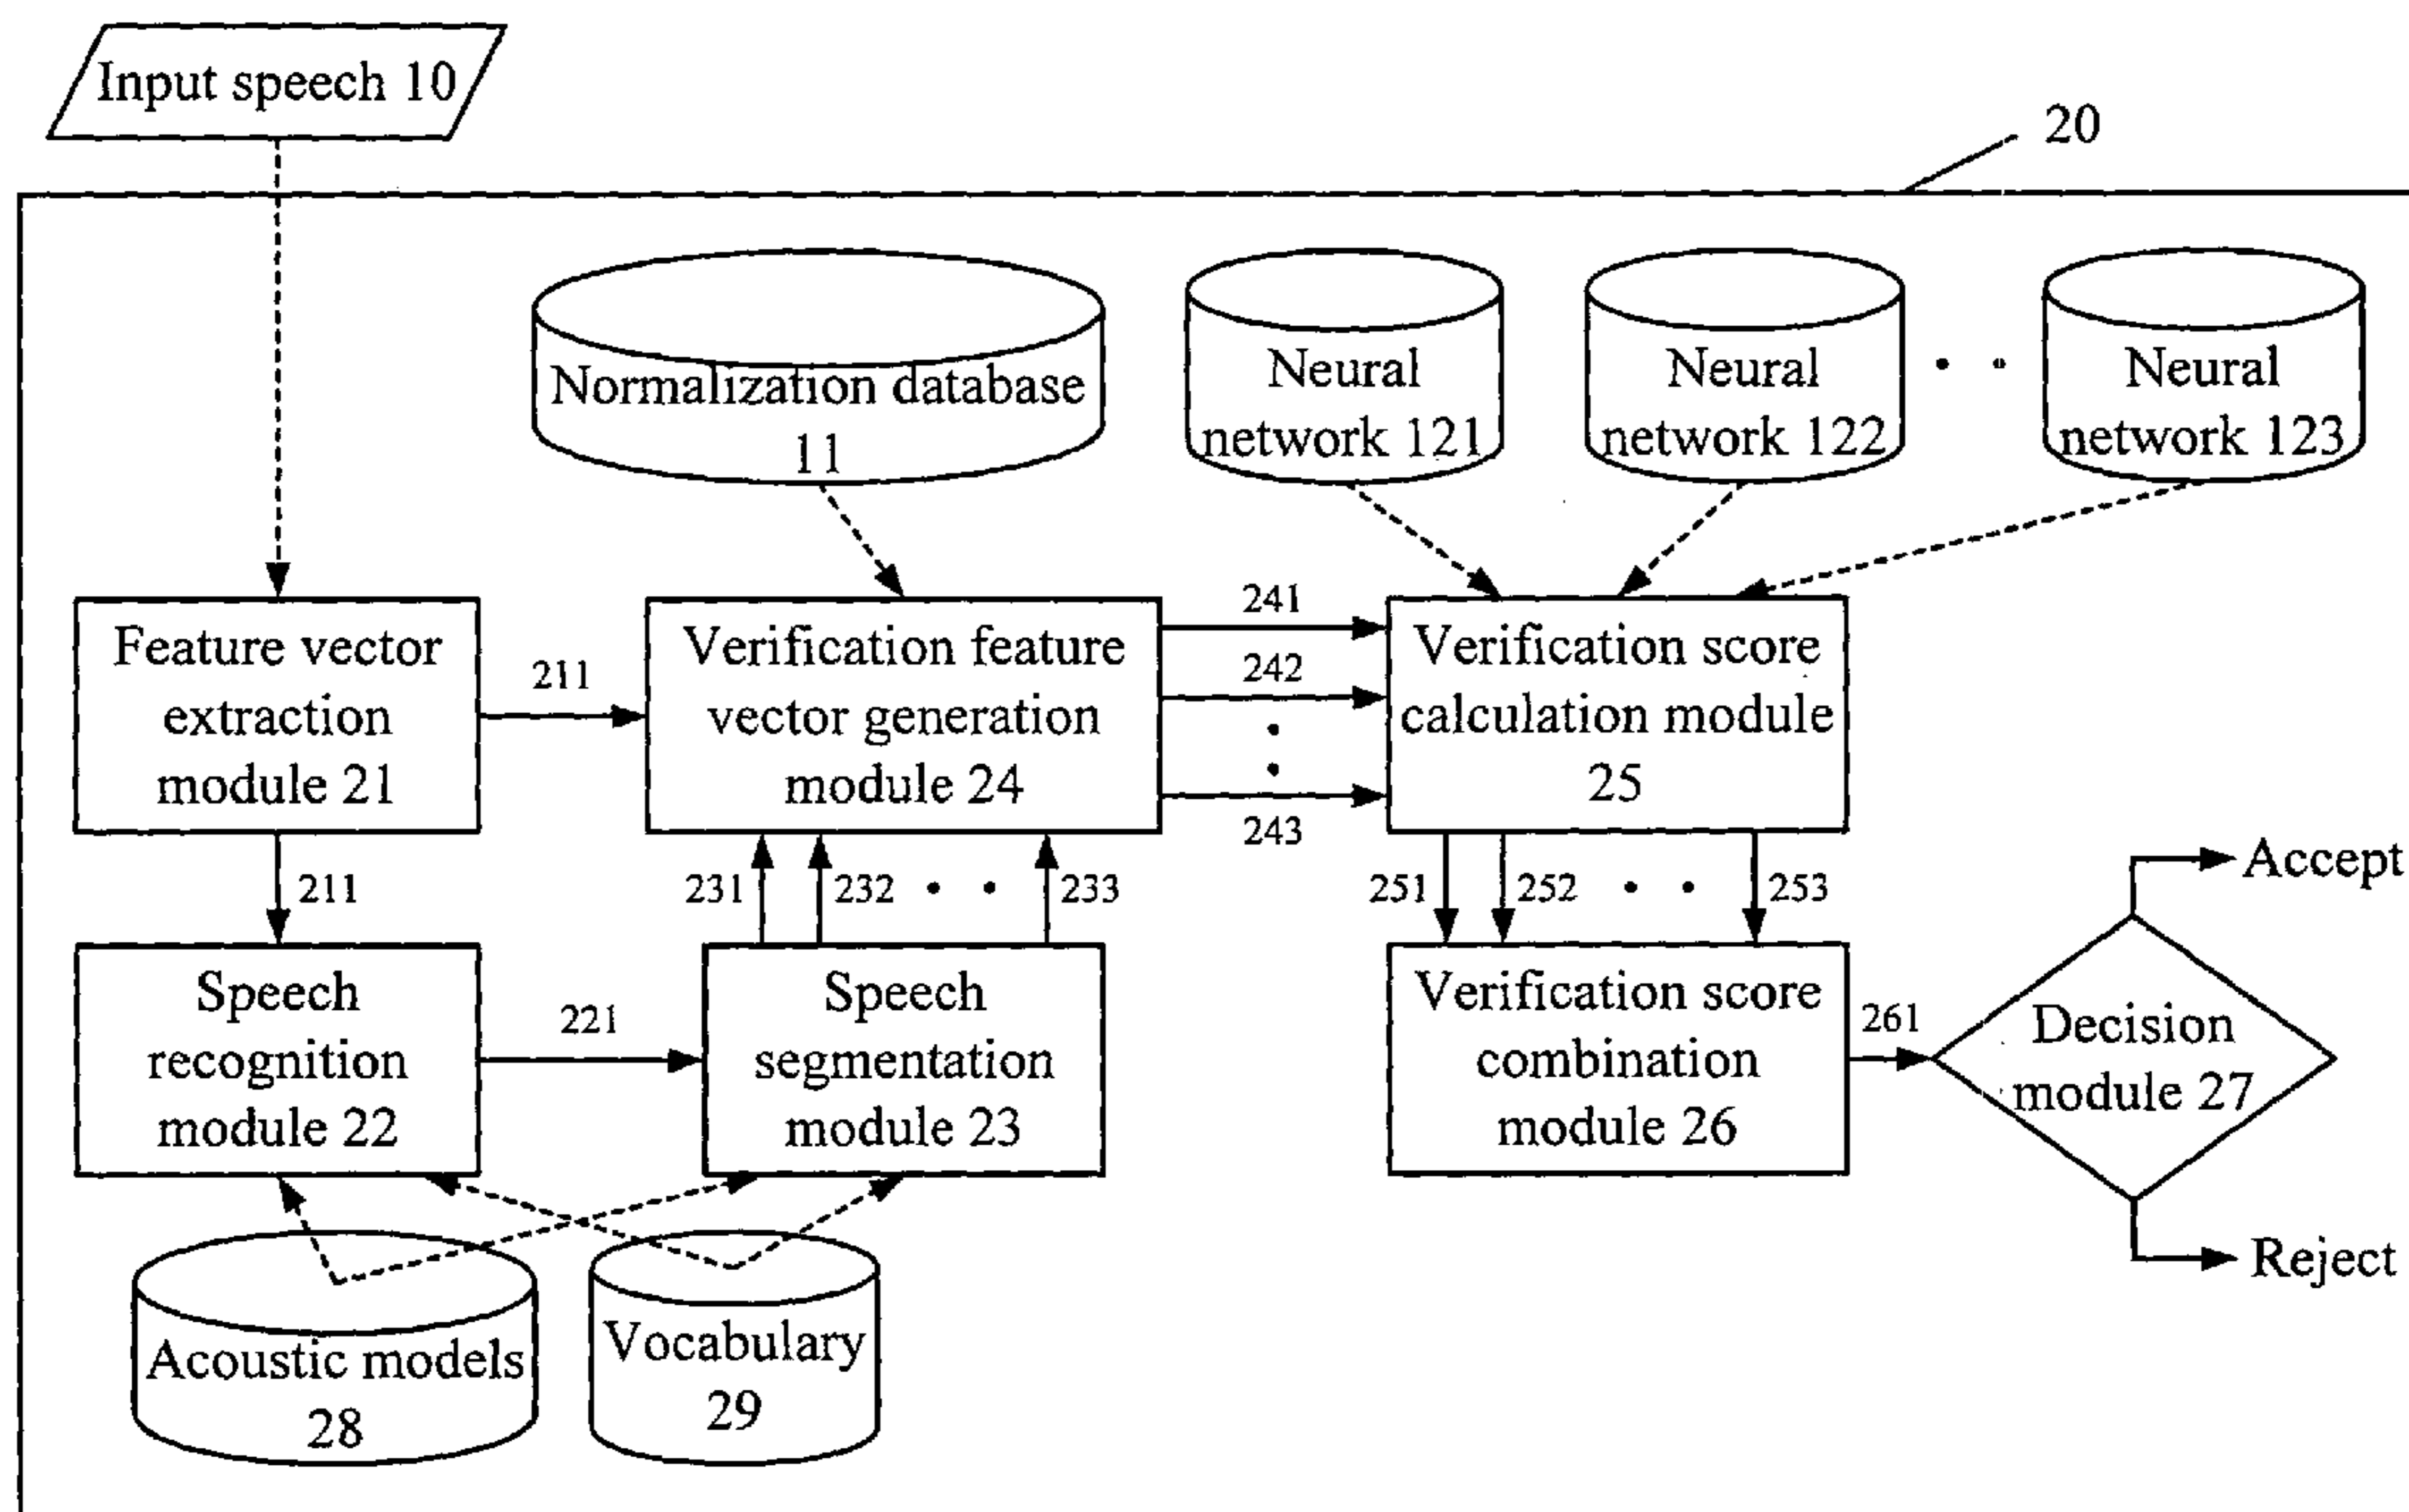 Input speech 10
20
Normalization database
11
Neural
network 121
Neural
network 122
Neural
network 123
Feature vector
extraction
module 21
211
Verification feature
vector generation
module 24
241
242
243
Verification score
calculation module
25
211
231
232
233
251
252
253
Accept
Speech
recognition
module 22
221
Speech
segmentation
module 23
Verification score
combination
module 26
261
Decision
module 27
Reject
Acoustic models
28
Vocabulary
29